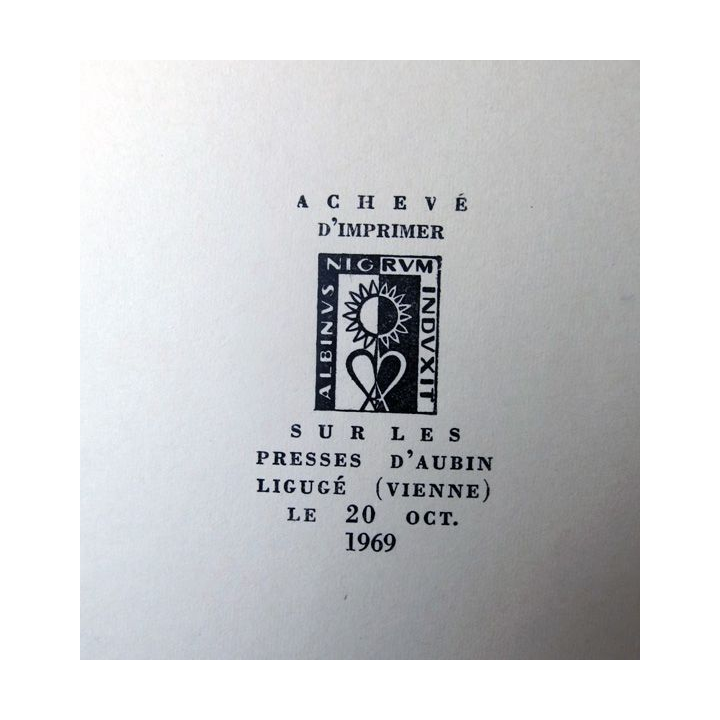 ACHEVÉ
D'IMPRIMER
ALBINVS NIGRVM INDVXIT
SUR LES
PRESSES D'AUBIN
LIGUGÉ (VIENNE)
LE 20 OCT.
1969